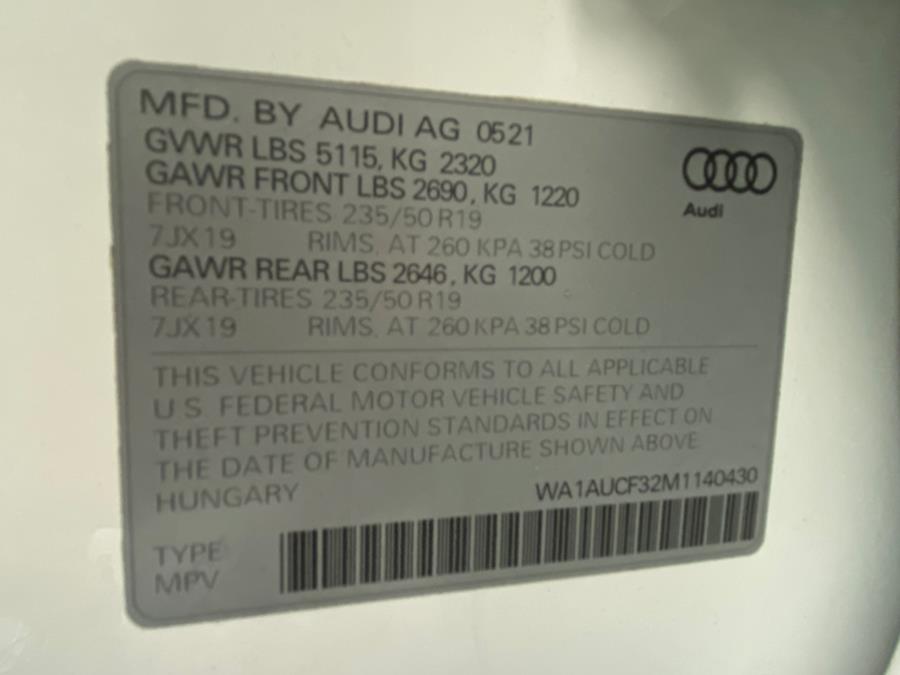 MFD. BY AUDI AG 0521
GVWR LBS 5115, KG 2320
GAWR FRONT LBS 2690, KG 1220
FRONT-TIRES 235/50 R19
7JX19 RIMS, AT 260 KPA 38 PSI COLD
GAWR REAR LBS 2646, KG 1200
REAR-TIRES 235/50 R19
7JX19 RIMS, AT 260 KPA 38 PSI COLD
Audi
THIS VEHICLE CONFORMS TO ALL APPLICABLE
U.S. FEDERAL MOTOR VEHICLE SAFETY AND
THEFT PREVENTION STANDARDS IN EFFECT ON
THE DATE OF MANUFACTURE SHOWN ABOVE
HUNGARY WA1AUCF32M1140430
TYPE
MPV